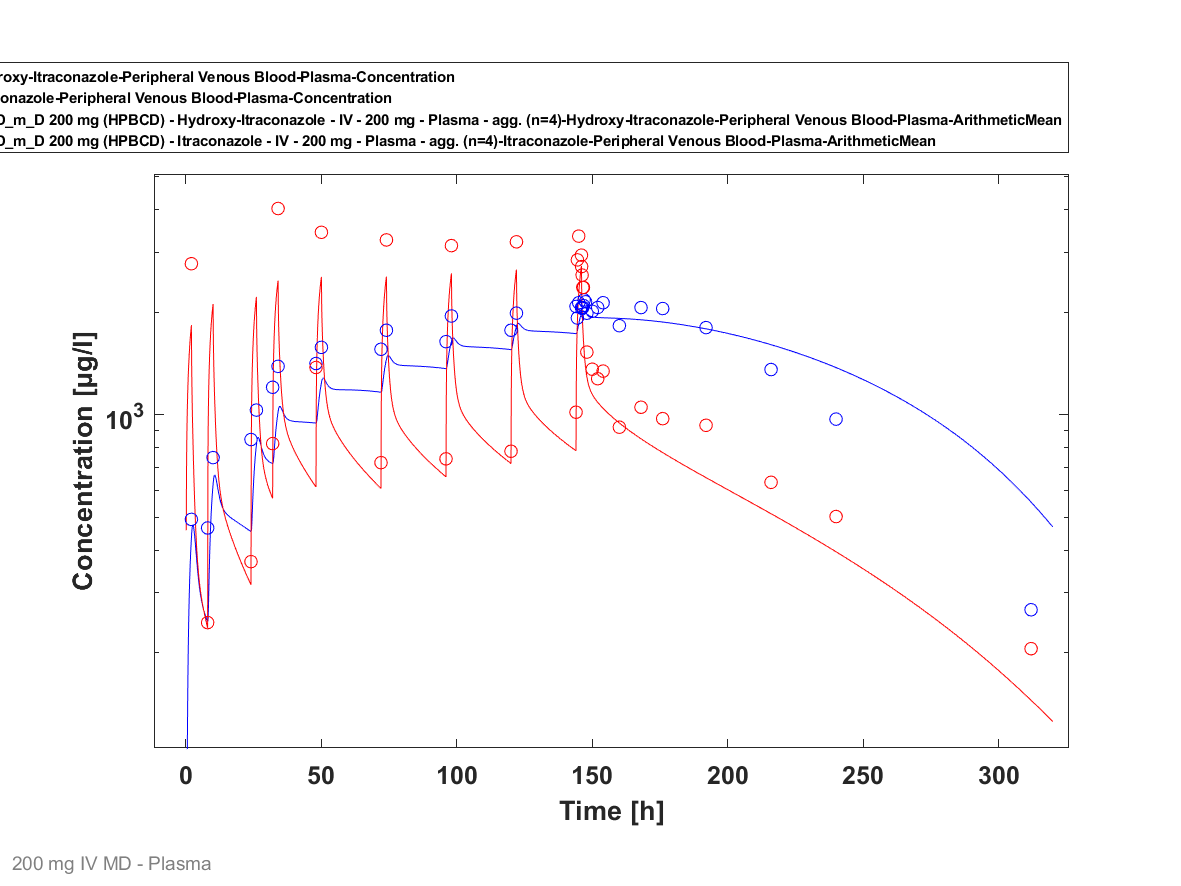 roxy-Itraconazole-Peripheral Venous Blood-Plasma-Concentration
onazole-Peripheral Venous Blood-Plasma-Concentration
D_m_D 200 mg (HPBCD) - Hydroxy-Itraconazole - IV - 200 mg - Plasma - agg. (n=4)-Hydroxy-Itraconazole-Peripheral Venous Blood-Plasma-ArithmeticMean
D_m_D 200 mg (HPBCD) - Itraconazole - IV - 200 mg - Plasma - agg. (n=4)-Itraconazole-Peripheral Venous Blood-Plasma-ArithmeticMean
Concentration [µg/l]
10³
0 50 100 150 200 250 300
Time [h]
200 mg IV MD - Plasma